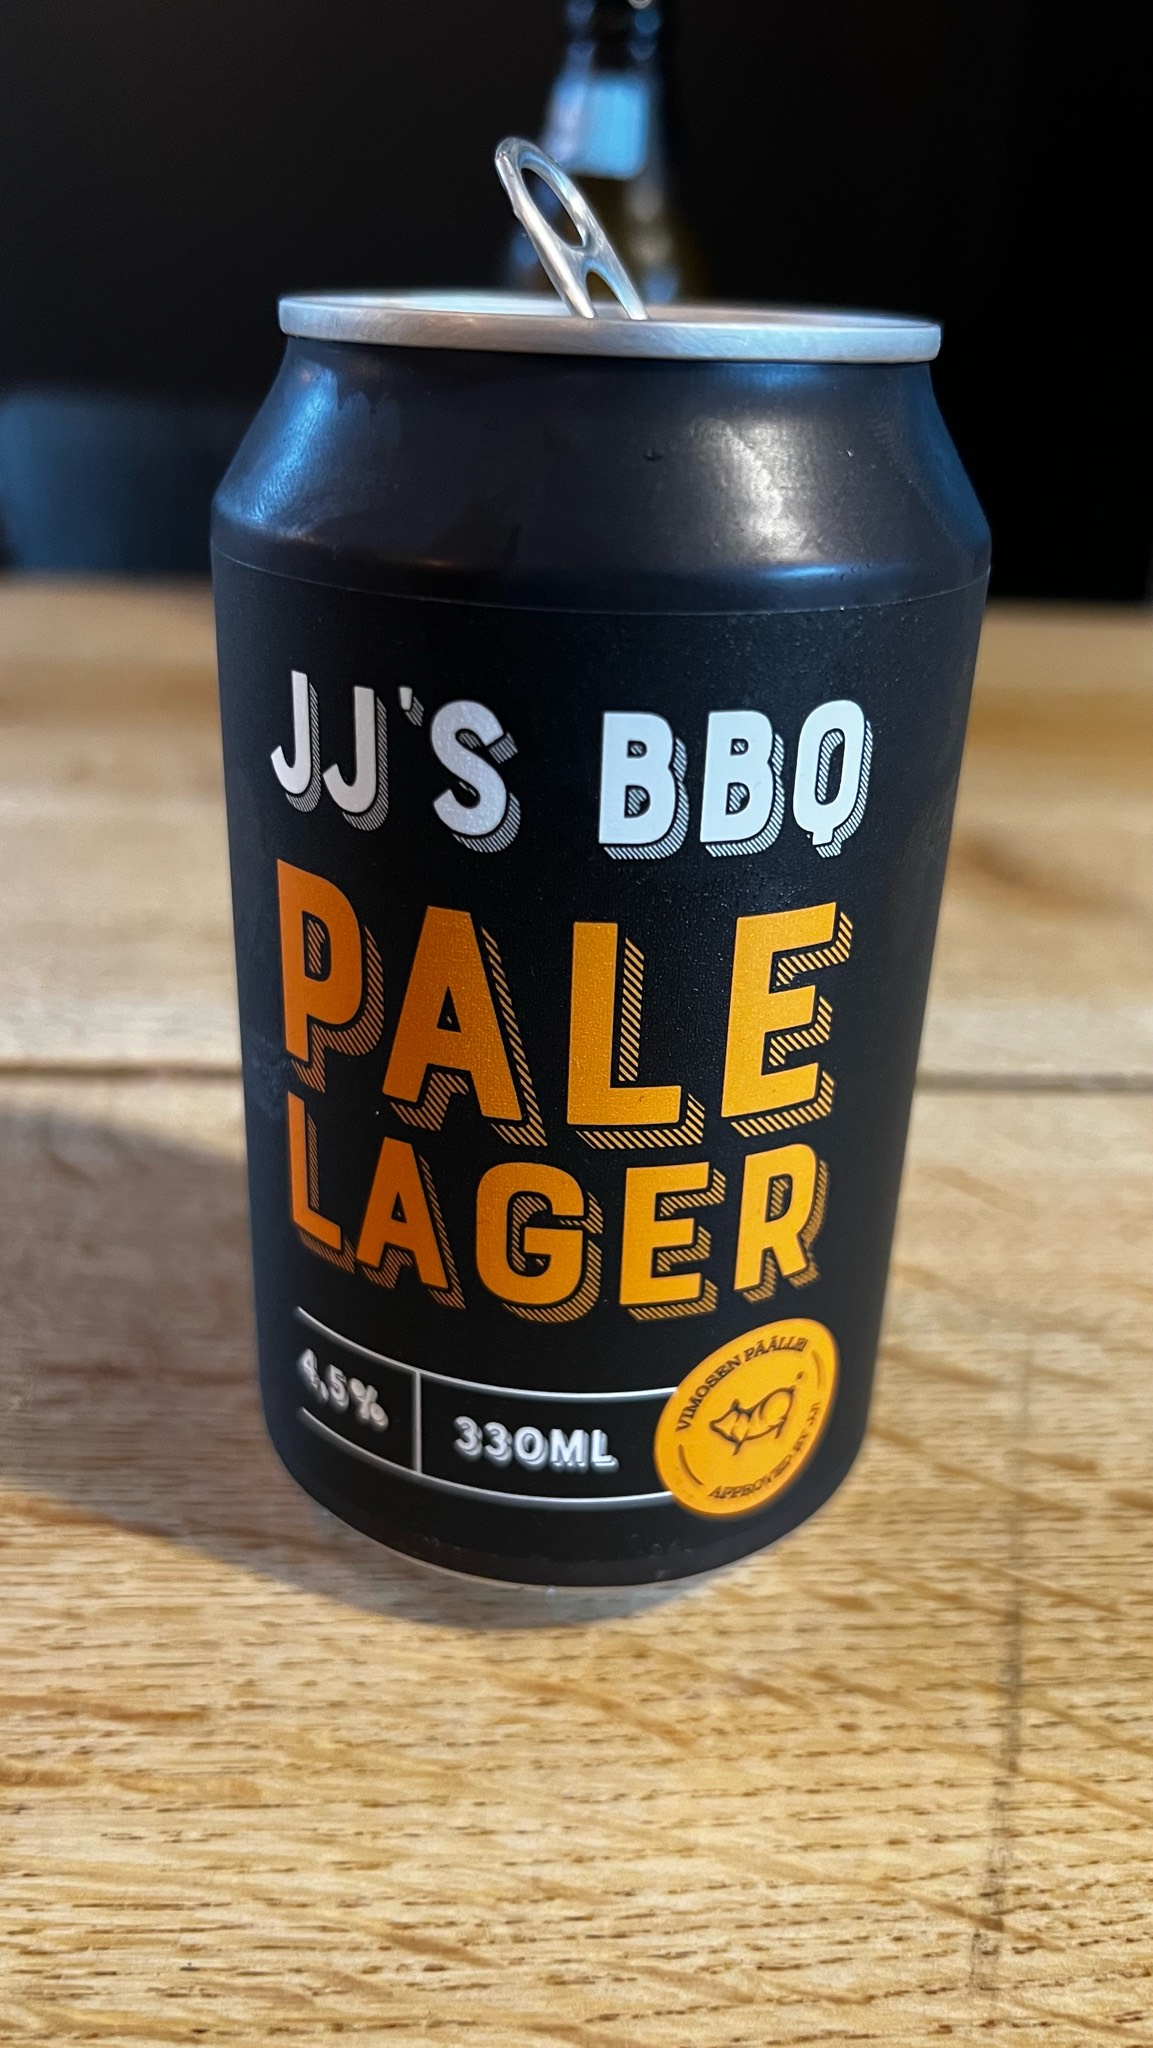 JJ'S BBQ
PALE
LAGER
4,5%
330ML
VIMOSEN PÄÄLLE!
APPROVED BY JJ!